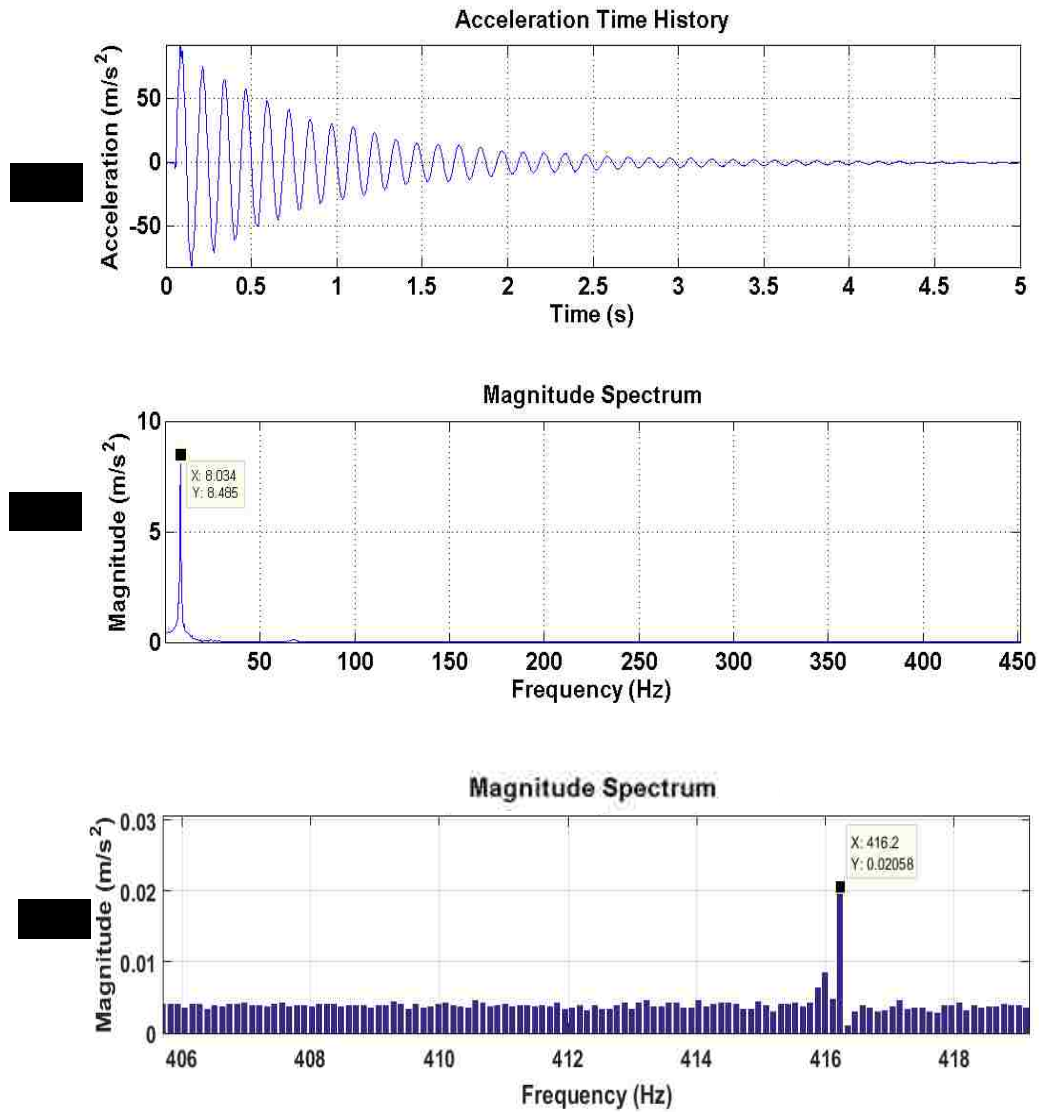 Acceleration Time History
Acceleration (m/s²)
50
0
-50
0 0.5 1 1.5 2 2.5 3 3.5 4 4.5 5
Time (s)
Magnitude Spectrum
Magnitude (m/s²)
10
5
0
X: 8.034
Y: 8.485
50 100 150 200 250 300 350 400 450
Frequency (Hz)
Magnitude Spectrum
Magnitude (m/s²)
0.03
0.02
0.01
0
X: 416.2
Y: 0.02058
406 408 410 412 414 416 418
Frequency (Hz)